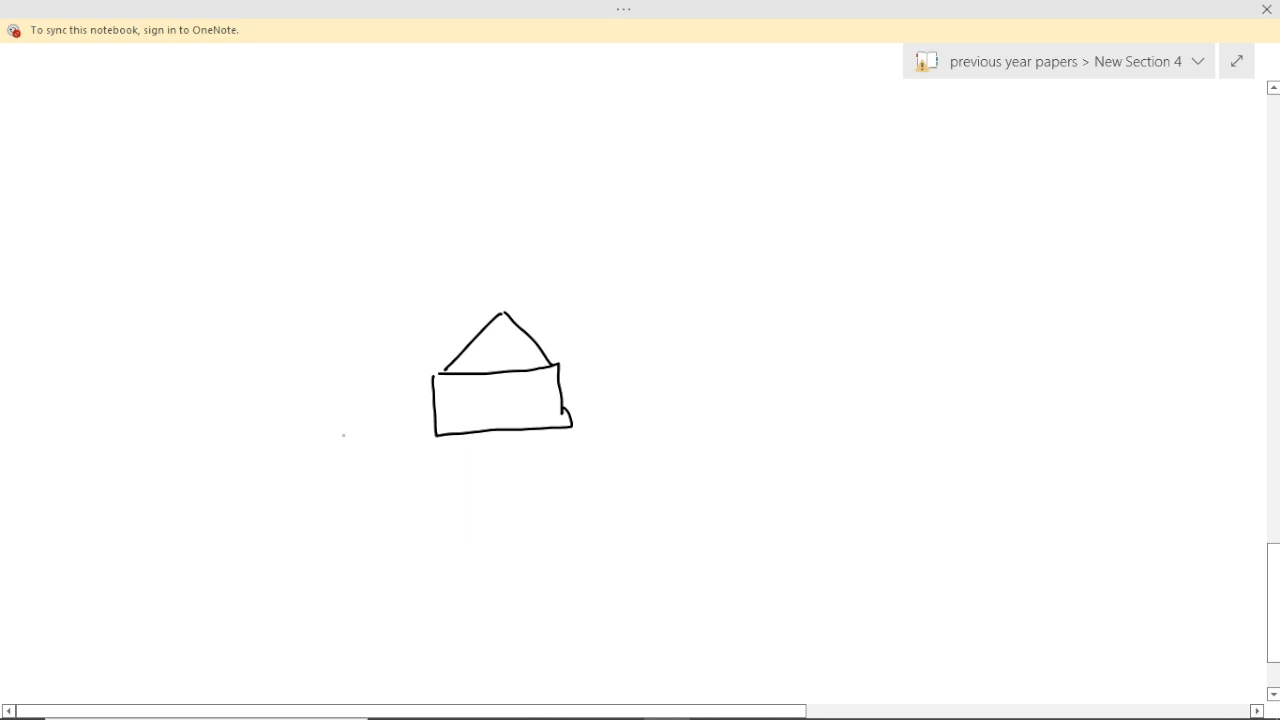 To sync this notebook, sign in to OneNote.
previous year papers > New Section 4